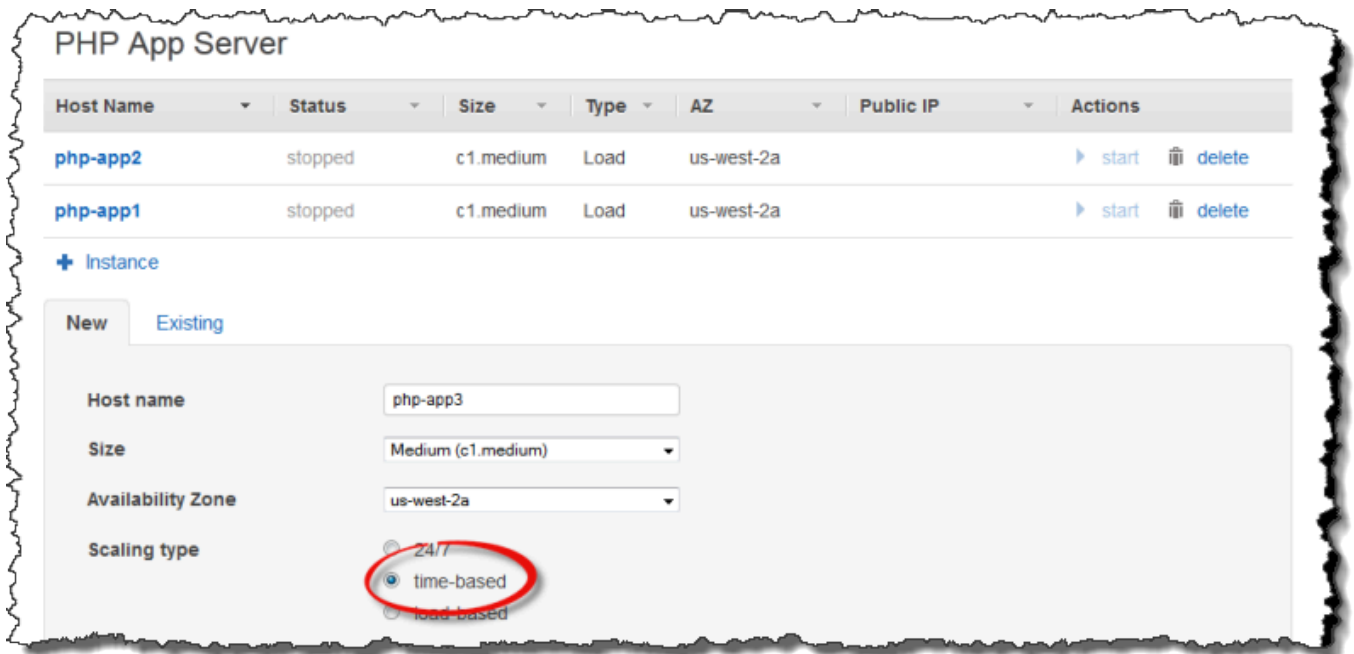 PHP App Server
Host Name Status Size Type AZ Public IP Actions
php-app2 stopped c1.medium Load us-west-2a start delete
php-app1 stopped c1.medium Load us-west-2a start delete
Instance
New Existing
Host name php-app3
Size Medium (c1.medium)
Availability Zone us-west-2a
Scaling type 24/7
time-based
load-based